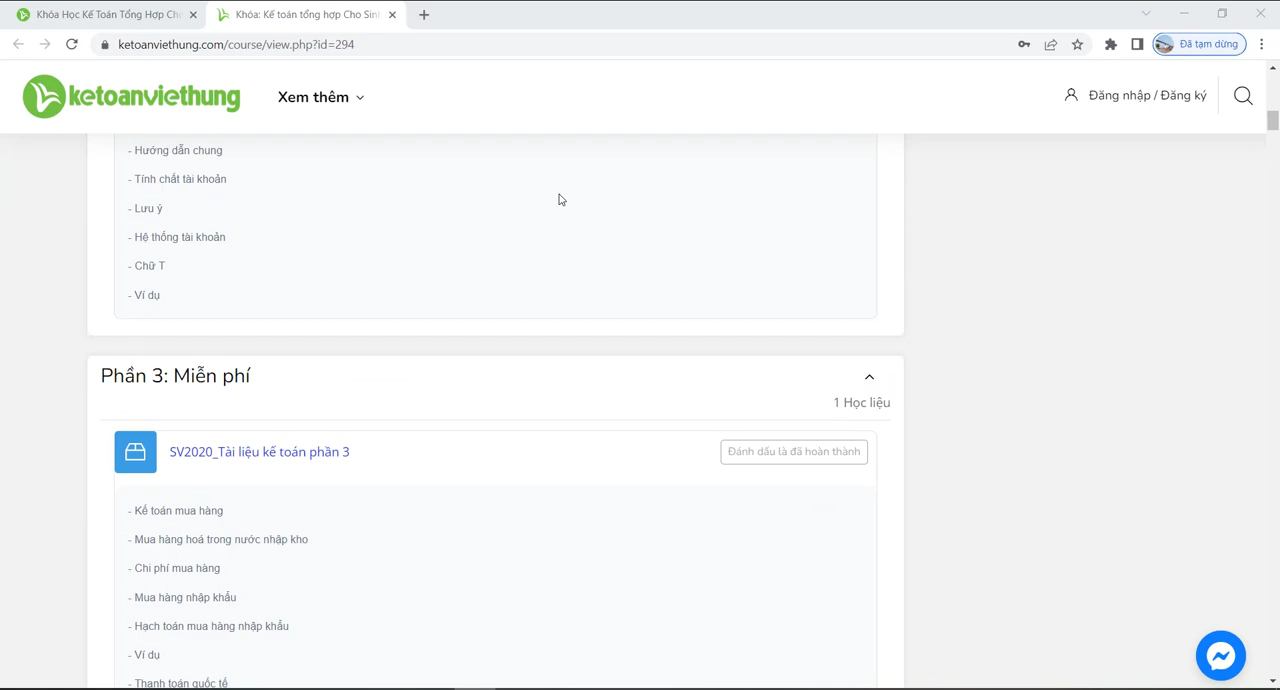 Khóa Học Kế Toán Tổng Hợp Ch
Khóa: Kế toán tổng hợp Cho Sin
ketoanviethung.com/course/view.php?id=294
Đã tạm dừng
ketoanviethung
Xem thêm
Đăng nhập / Đăng ký
- Hướng dẫn chung
- Tính chất tài khoản
- Lưu ý
- Hệ thống tài khoản
- Chữ T
- Ví dụ
Phần 3: Miễn phí
1 Học liệu
SV2020_Tài liệu kế toán phần 3
Đánh dấu là đã hoàn thành
- Kế toán mua hàng
- Mua hàng hoá trong nước nhập kho
- Chi phí mua hàng
- Mua hàng nhập khẩu
- Hạch toán mua hàng nhập khẩu
- Ví dụ
- Thanh toán quốc tế